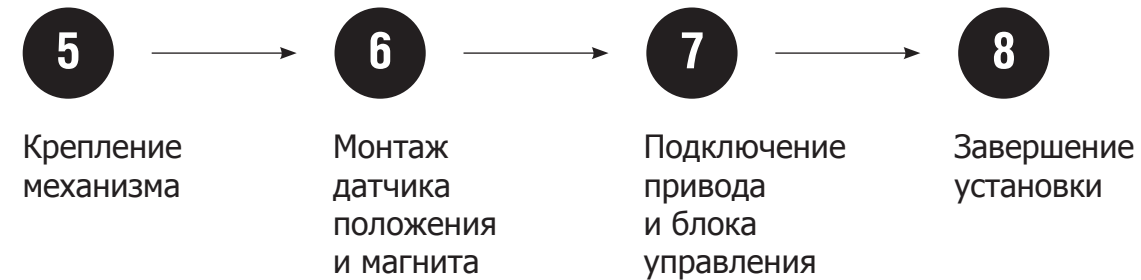 5
6
7
8
Крепление
механизма
Монтаж
датчика
положения
и магнита
Подключение
привода
и блока
управления
Завершение
установки